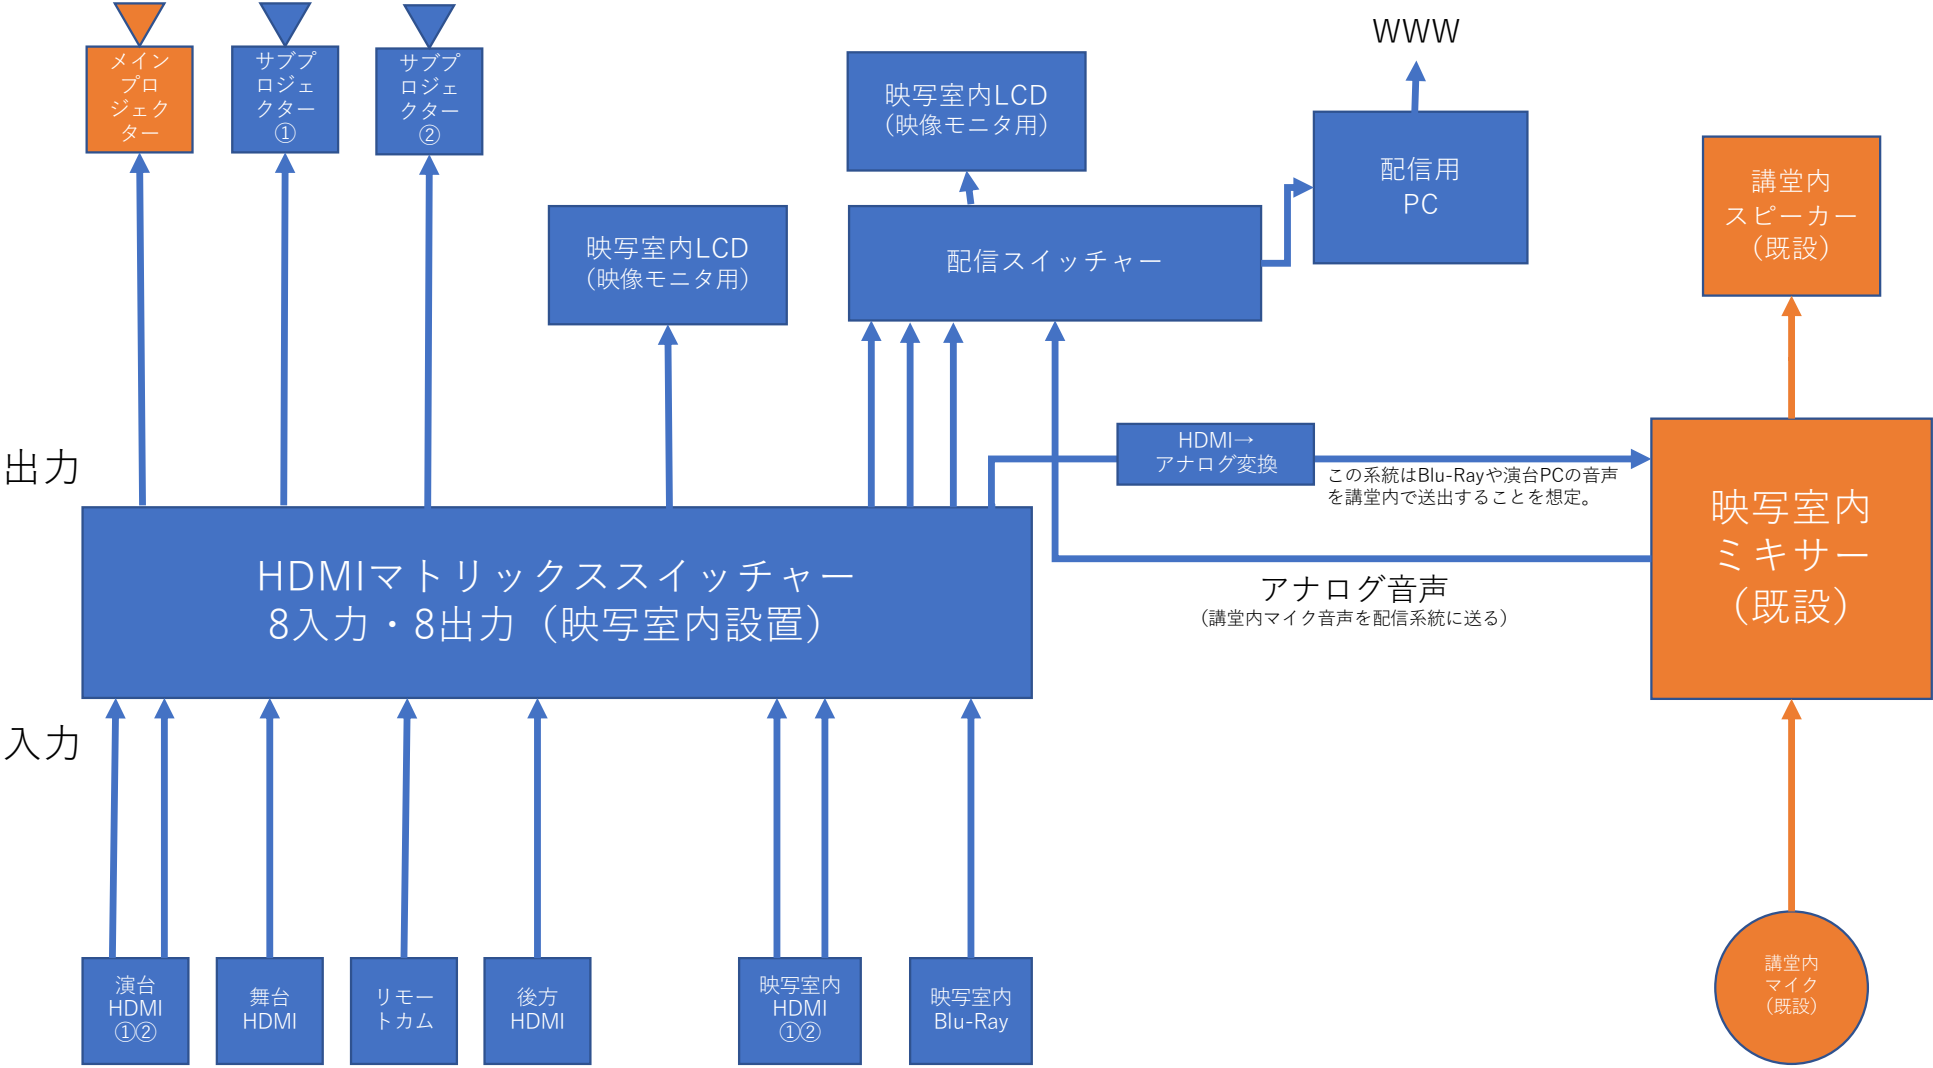 メイン
プロ
ジェク
ター
サブプ
ロジェ
クター
①
サブプ
ロジェ
クター
②
映写室内LCD
（映像モニタ用）
映写室内LCD
（映像モニタ用）
配信スイッチャー
WWW
配信用
PC
講堂内
スピーカー
（既設）
出力
HDMI→
アナログ変換
この系統はBlu-Rayや演台PCの音声
を講堂内で送出することを想定。
HDMIマトリックススイッチャー
8入力・8出力（映写室内設置）
アナログ音声
（講堂内マイク音声を配信系統に送る）
映写室内
ミキサー
（既設）
入力
演台
HDMI
①②
舞台
HDMI
リモー
トカム
後方
HDMI
映写室内
HDMI
①②
映写室内
Blu-Ray
講堂内
マイク
（既設）